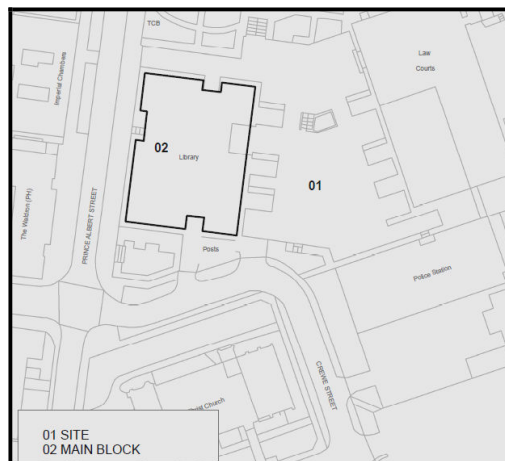 TCB
Law
Courts
Imperial Chambers
02
Library
01
The Waldron (PH)
PRINCE ALBERT STREET
Posts
Police Station
CREWE STREET
Church
01 SITE
02 MAIN BLOCK